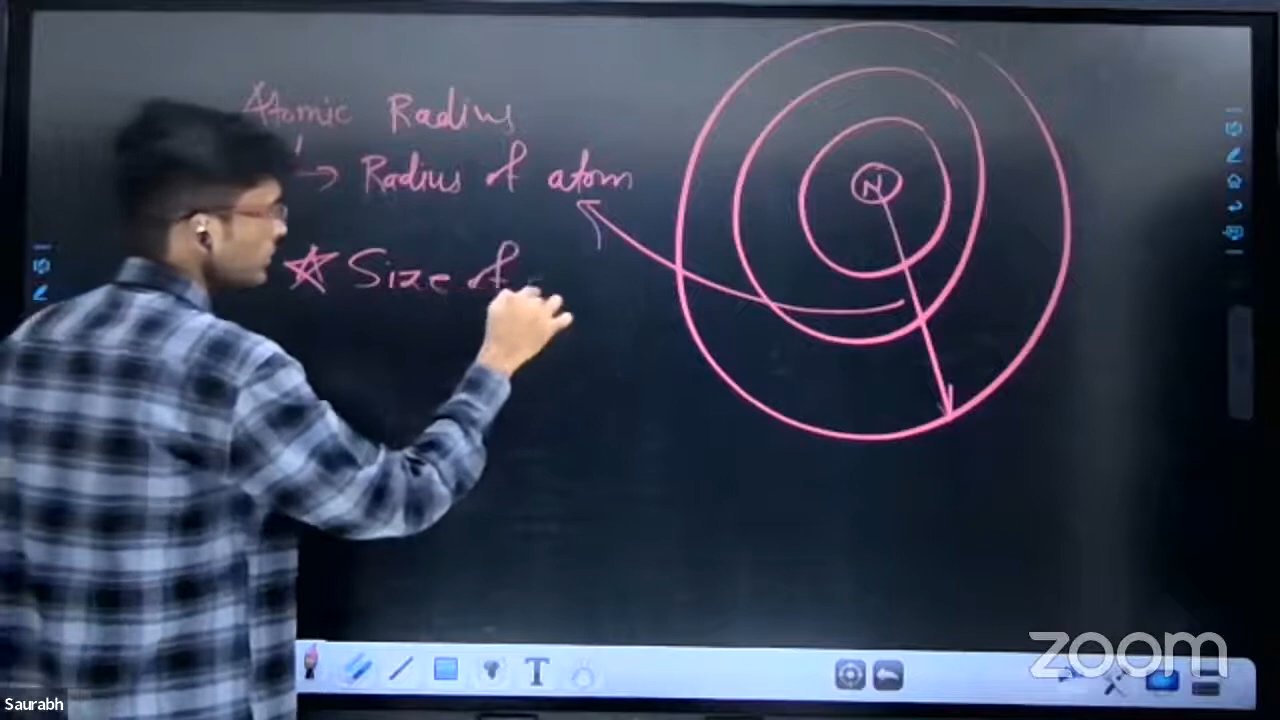 Atomic Radius
→ Radius of atom
☆ Size of
N
T
zoom
Saurabh